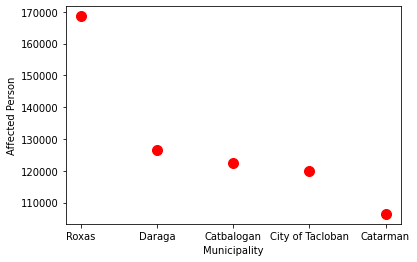 170000
160000
150000
140000
130000
120000
110000
Affected Person
Roxas Daraga Catbalogan City of Tacloban Catarman
Municipality